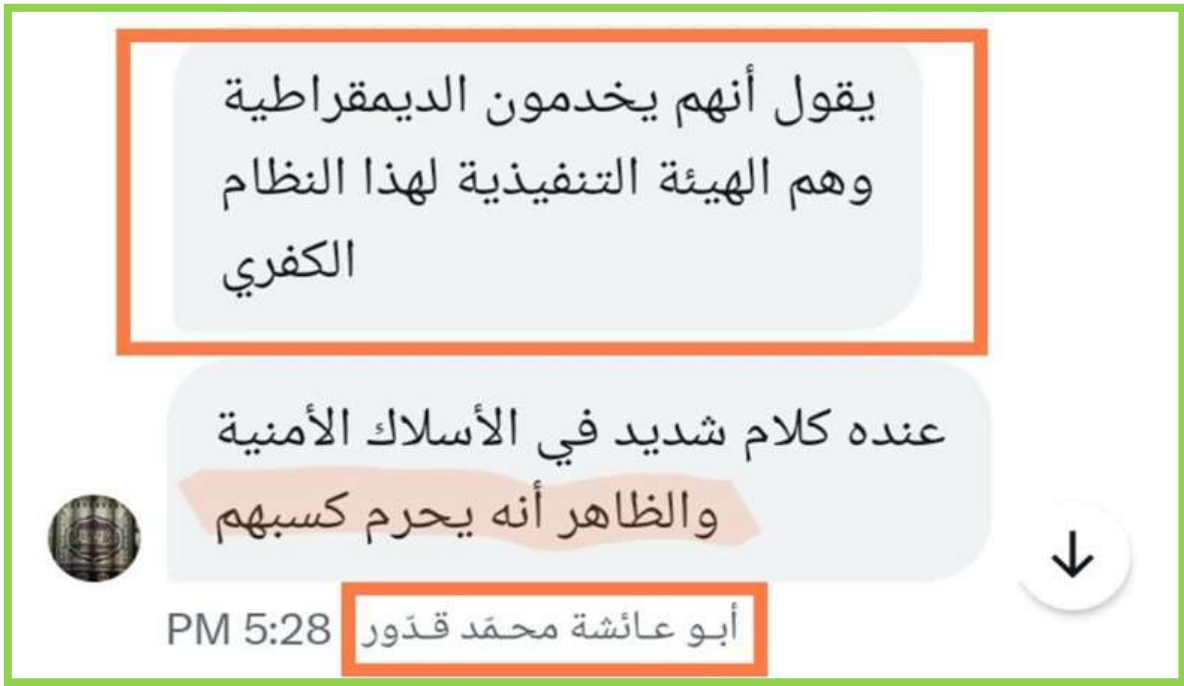 يقول أنهم يخدمون الديمقراطية
وهم الهيئة التنفيذية لهذا النظام
الكفري
عنده كلام شديد في الأسلاك الأمنية
والظاهر أنه يحرم كسبهم
أبو عائشة محمّد قدّور 5:28 PM